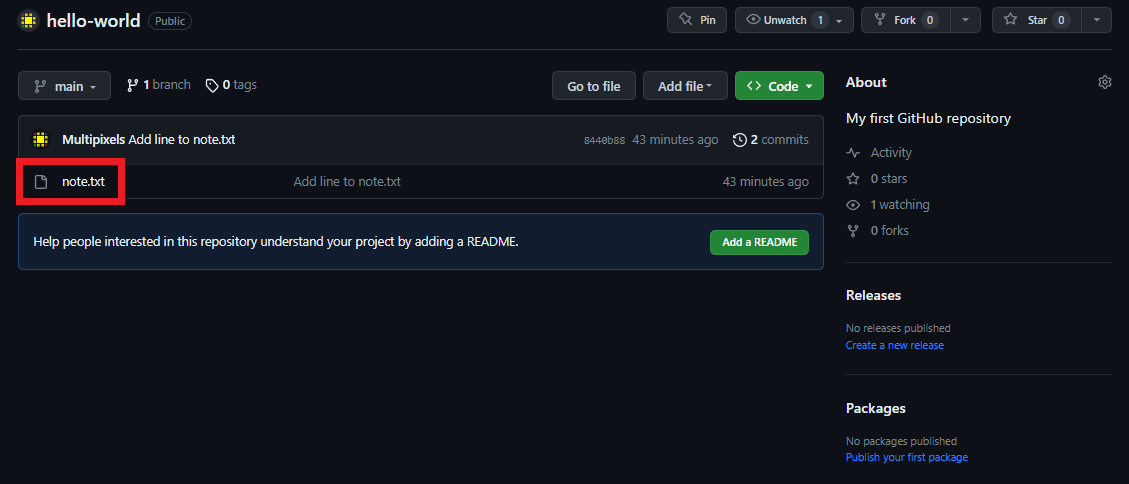 hello-world Public Pin Unwatch 1 Fork 0 Star 0
main 1 branch 0 tags Go to file Add file Code
Multipixels Add line to note.txt 8440b88 43 minutes ago 2 commits
note.txt Add line to note.txt 43 minutes ago
Help people interested in this repository understand your project by adding a README. Add a README
About
My first GitHub repository
Activity
0 stars
1 watching
0 forks
Releases
No releases published
Create a new release
Packages
No packages published
Publish your first package